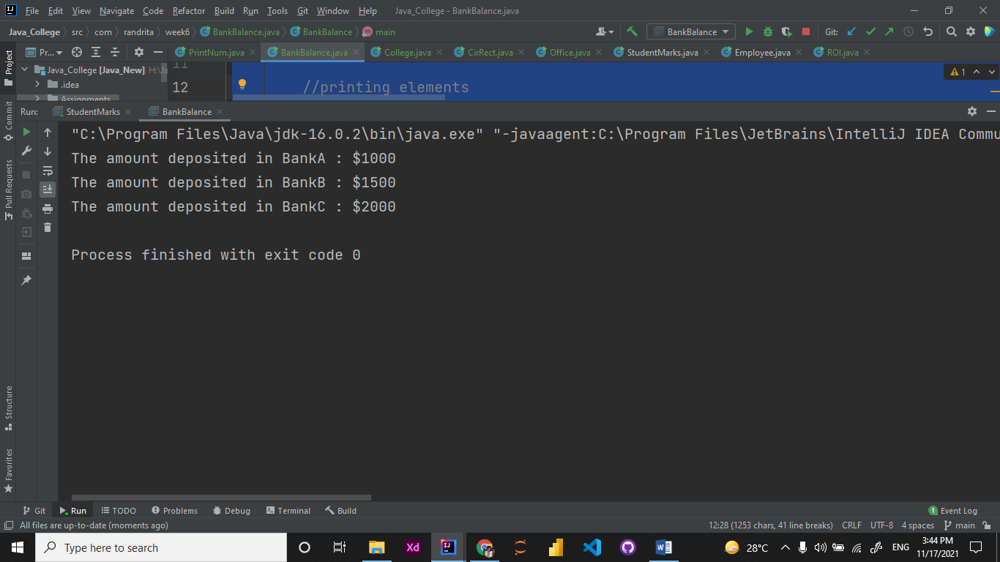 File Edit View Navigate Code Refactor Build Run Tools Git Window Help Java_College - BankBalance.java
Java_College src com randrita week6 BankBalance.java BankBalance main BankBalance Git:
Project
Pr... PrintNum.java BankBalance.java College.java CirRect.java Office.java StudentMarks.java Employee.java ROI.java
Java_College [Java_New] H:\Ja 11
.idea 12 //printing elements 1
Assignments
Run: StudentMarks BankBalance
Commit
Pull Requests
"C:\Program Files\Java\jdk-16.0.2\bin\java.exe" "-javaagent:C:\Program Files\JetBrains\IntelliJ IDEA Commu
The amount deposited in BankA : $1000
The amount deposited in BankB : $1500
The amount deposited in BankC : $2000
Process finished with exit code 0
Structure
Favorites
Git Run TODO Problems Debug Terminal Build 1 Event Log
All files are up-to-date (moments ago) 12:28 (1253 chars, 41 line breaks) CRLF UTF-8 4 spaces main
Type here to search Xd 28°C ENG 3:44 PM
11/17/2021